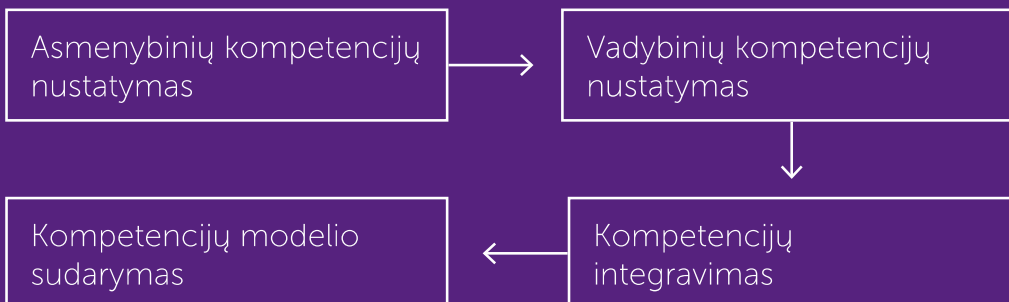 Asmenybinių kompetencijų
nustatymas
Vadybinių kompetencijų
nustatymas
Kompetencijų
integravimas
Kompetencijų modelio
sudarymas